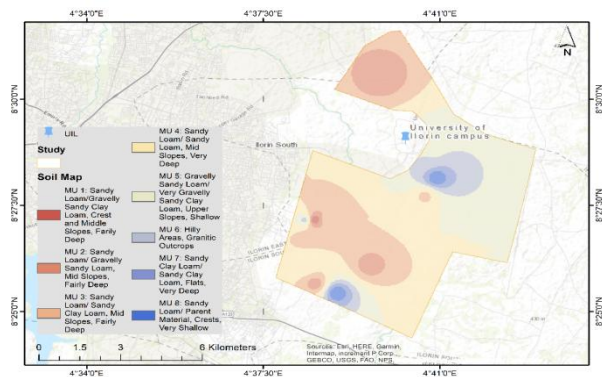 4°34'0"E 4°37'30"E 4°41'0"E
N
8°30'0"N 8°30'0"N
8°27'30"N 8°27'30"N
8°25'0"N 8°25'0"N
University of
Ilorin campus
Ilorin South
ILORIN EAST
UIL
Study
Soil Map
MU 1: Sandy
Loam/Gravelly
Sandy Clay
Loam, Crest
and Middle
Slopes, Farily
Deep
MU 2: Sandy
Loam/ Gravelly
Sandy Loam,
Mid Slopes,
Fairly Deep
MU 3: Sandy
Loam/ Sandy
Clay Loam, Mid
Slopes, Fairly
Deep
MU 4: Sandy
Loam/ Sandy
Loam, Mid
Slopes, Very
Deep
MU 5: Gravelly
Sandy Loam/
Very Gravelly
Sandy Clay
Loam, Upper
Slopes, Shallow
MU 6: Hilly
Areas, Granitic
Outcrops
MU 7: Sandy
Clay Loam/
Sandy Clay
Loam, Flats,
Very Deep
MU 8: Sandy
Loam/ Parent
Material, Crests,
Very Shallow
0 1.5 3 6 Kilometers
Sources: Esri, HERE, Garmin,
Intermap, increment P Corp.,
GEBCO, USGS, FAO, NPS,
4°34'0"E 4°37'30"E 4°41'0"E